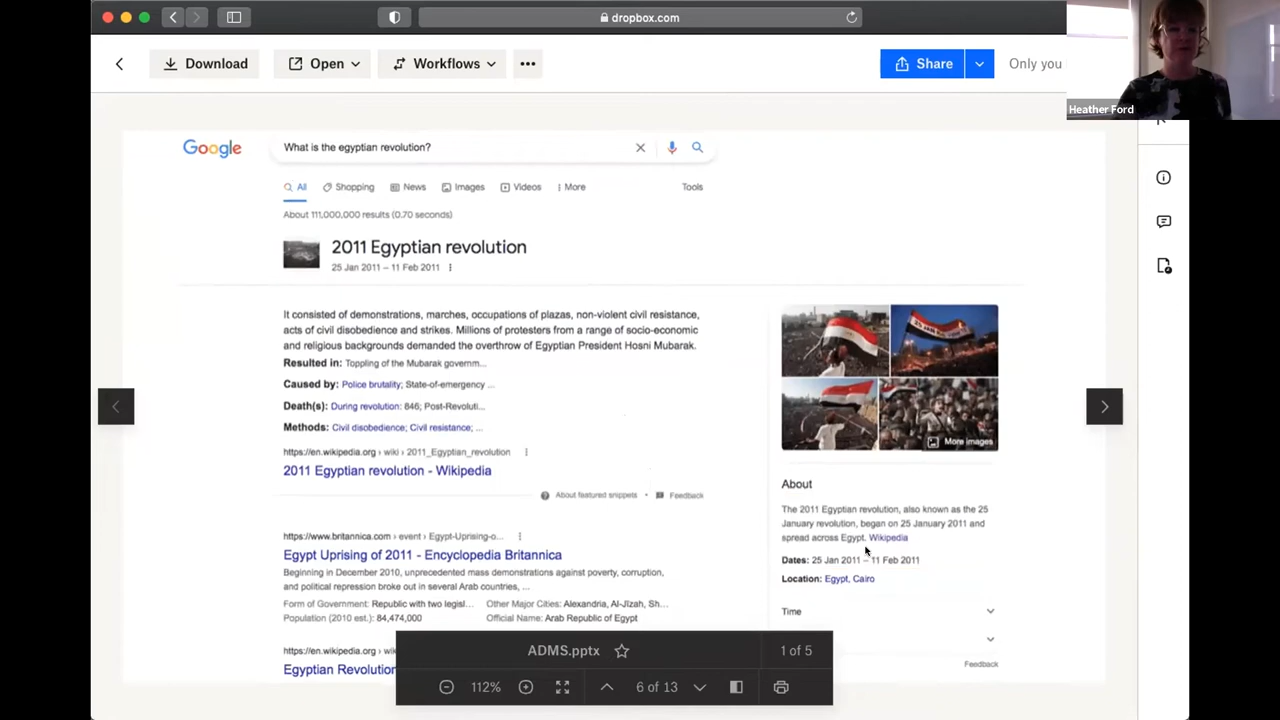 dropbox.com
Download
Open
Workflows
Share
Only you
Heather Ford
Google
What is the egyptian revolution?
All
Shopping
News
Images
Videos
More
Tools
About 111,000,000 results (0.70 seconds)
2011 Egyptian revolution
25 Jan 2011 – 11 Feb 2011
It consisted of demonstrations, marches, occupations of plazas, non-violent civil resistance,
acts of civil disobedience and strikes. Millions of protesters from a range of socio-economic
and religious backgrounds demanded the overthrow of Egyptian President Hosni Mubarak.
Resulted in: Toppling of the Mubarak governm...
Caused by: Police brutality; State-of-emergency ...
Death(s): During revolution: 846; Post-Revoluti...
Methods: Civil disobedience; Civil resistance; ...
https://en.wikipedia.org › wiki › 2011_Egyptian_revolution
2011 Egyptian revolution - Wikipedia
About featured snippets • Feedback
https://www.britannica.com › event › Egypt-Uprising-o...
Egypt Uprising of 2011 - Encyclopedia Britannica
Beginning in December 2010, unprecedented mass demonstrations against poverty, corruption,
and political repression broke out in several Arab countries, ...
Form of Government: Republic with two legisl... Other Major Cities: Alexandria, Al-Jīzah, Sh...
Population (2010 est.): 84,474,000 Official Name: Arab Republic of Egypt
https://en.wikipedia.org › wik
Egyptian Revolution
25 JAN
More images
About
The 2011 Egyptian revolution, also known as the 25
January revolution, began on 25 January 2011 and
spread across Egypt. Wikipedia
Dates: 25 Jan 2011 – 11 Feb 2011
Location: Egypt, Cairo
Time
Feedback
ADMS.pptx
1 of 5
112%
6 of 13